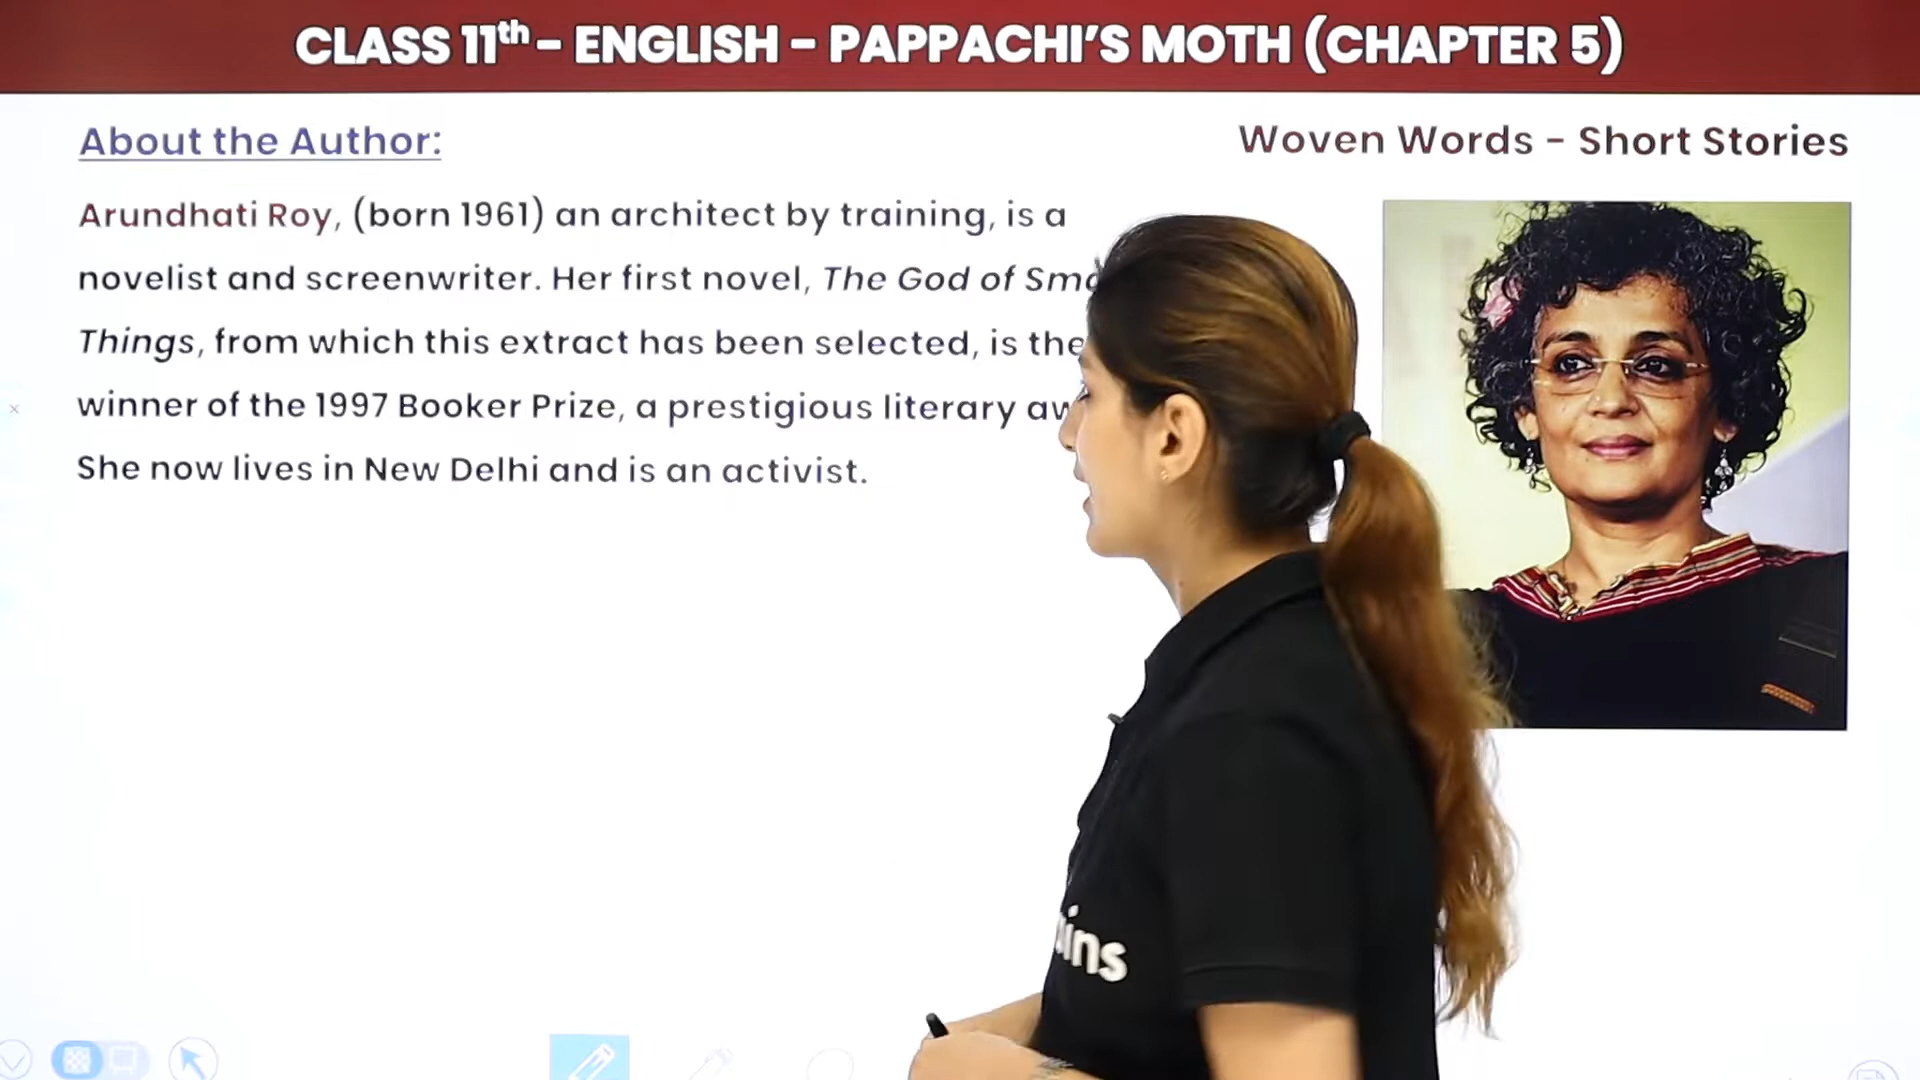 CLASS 11th – ENGLISH – PAPPACHI’S MOTH (CHAPTER 5)
About the Author:
Woven Words – Short Stories
Arundhati Roy, (born 1961) an architect by training, is a
novelist and screenwriter. Her first novel, The God of
Things, from which this extract has been selected, is the
winner of the 1997 Booker Prize, a prestigious literary
She now lives in New Delhi and is an activist.